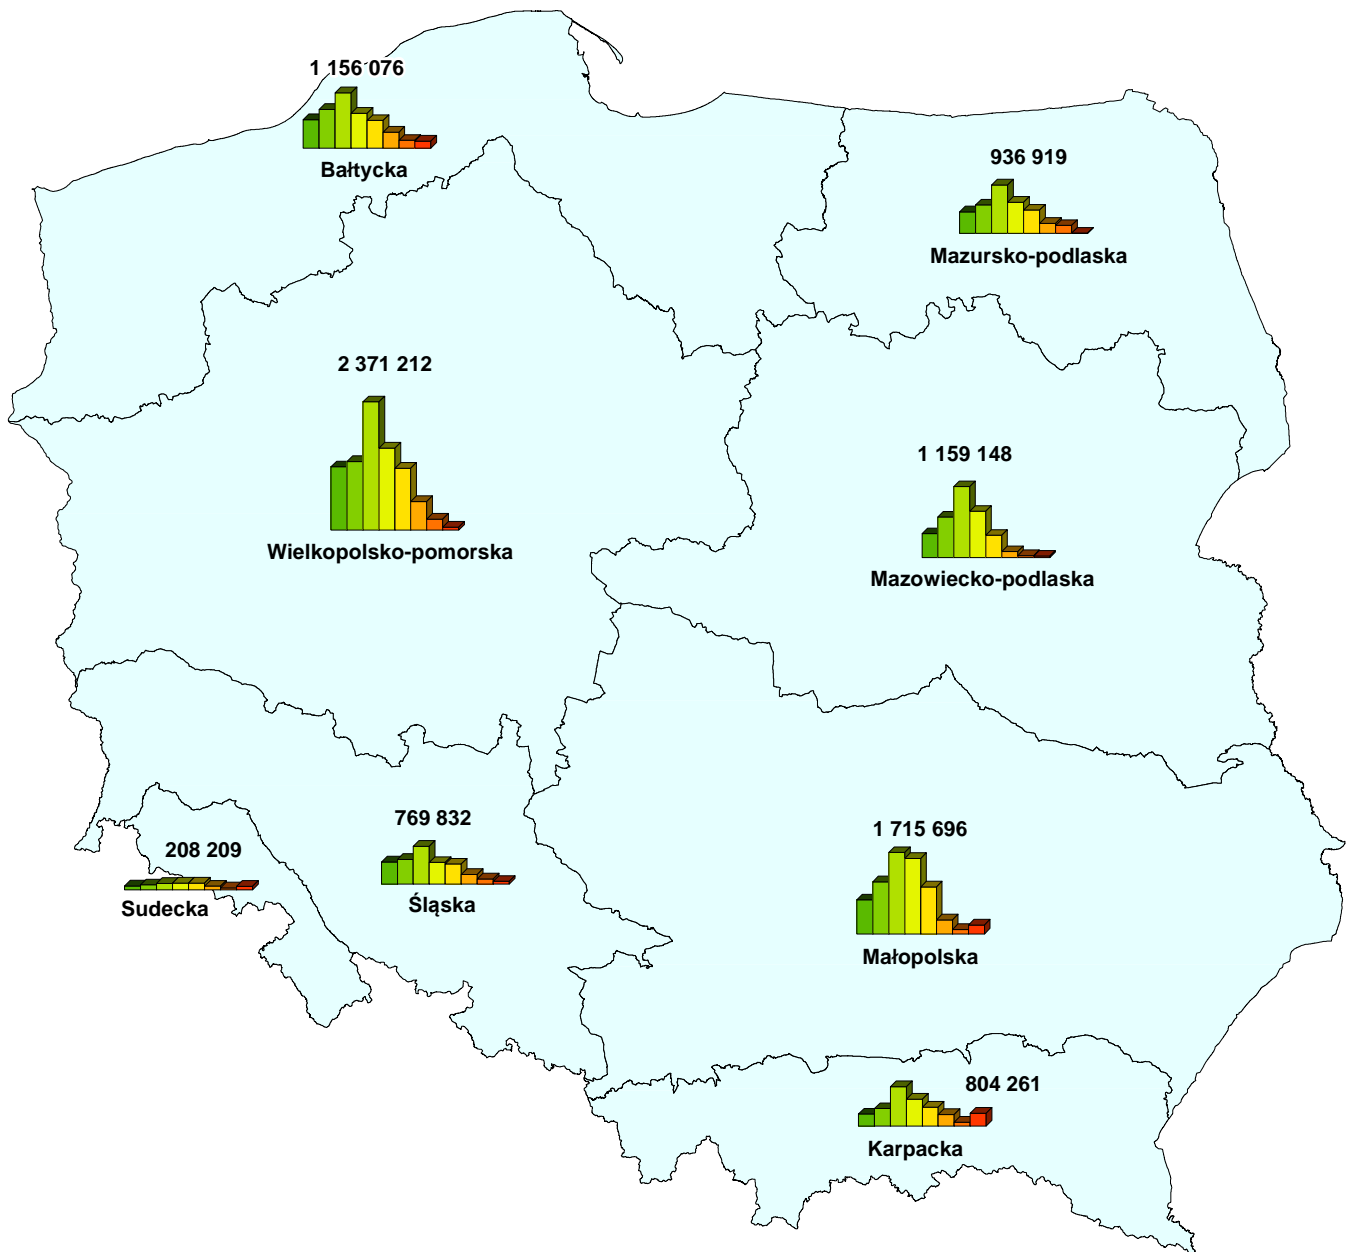 1 156 076
Bałtycka
936 919
Mazursko-podlaska
2 371 212
Wielkopolsko-pomorska
1 159 148
Mazowiecko-podlaska
769 832
Śląska
208 209
Sudecka
1 715 696
Małopolska
804 261
Karpacka